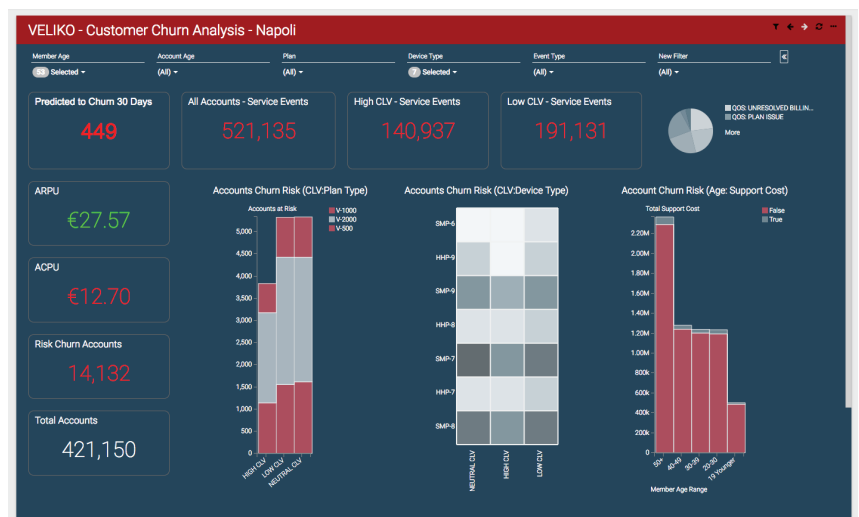 VELIKO - Customer Churn Analysis - Napoli
Member Age
Account Age
Plan
Device Type
Event Type
New Filter
53 Selected
(All)
(All)
7 Selected
(All)
(All)
Predicted to Churn 30 Days
449
All Accounts - Service Events
521,135
High CLV - Service Events
140,937
Low CLV - Service Events
191,131
QOS: UNRESOLVED BILLIN...
QOS: PLAN ISSUE
More
ARPU
€27.57
ACPU
€12.70
Risk Churn Accounts
14,132
Total Accounts
421,150
Accounts Churn Risk (CLV:Plan Type)
Accounts at Risk
V-1000
V-2000
V-500
5,000
4,500
4,000
3,500
3,000
2,500
2,000
1,500
1,000
500
0
HIGH CLV
LOW CLV
NEUTRAL CLV
Accounts Churn Risk (CLV:Device Type)
SMP-6
HHP-9
SMP-9
HHP-8
SMP-7
HHP-7
SMP-8
NEUTRAL CLV
HIGH CLV
LOW CLV
Account Churn Risk (Age: Support Cost)
Total Support Cost
False
True
2.20M
2.00M
1.80M
1.60M
1.40M
1.20M
1.00M
800k
600k
400k
200k
0
50+
40-49
30-39
20-30
19 Younger
Member Age Range